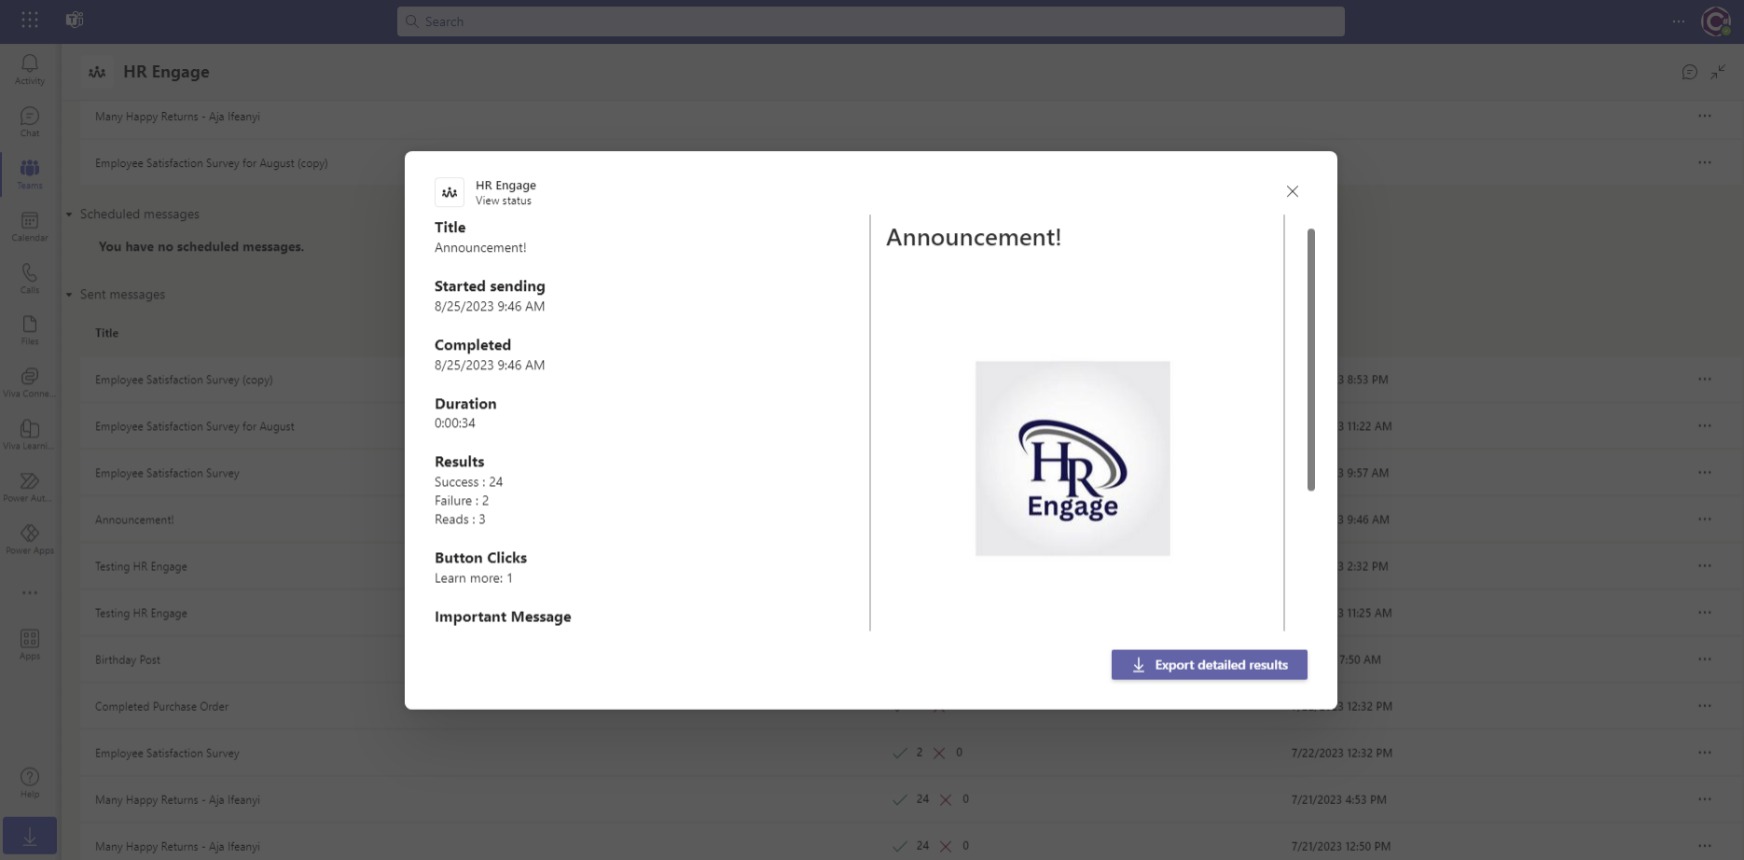 Search
Activity
Chat
Teams
Calendar
Calls
Files
Viva Conne...
Viva Learni...
Power Aut...
Power Apps
Apps
Help
HR Engage
Many Happy Returns - Aja Ifeanyi
Employee Satisfaction Survey for August (copy)
Scheduled messages
You have no scheduled messages.
Sent messages
Title
Employee Satisfaction Survey (copy)
3 8:53 PM
Employee Satisfaction Survey for August
3 11:22 AM
Employee Satisfaction Survey
3 9:57 AM
Announcement!
3 9:46 AM
Testing HR Engage
3 2:32 PM
Testing HR Engage
3 11:25 AM
Birthday Post
7:50 AM
Completed Purchase Order
3 12:32 PM
Employee Satisfaction Survey
2 0
7/22/2023 12:32 PM
Many Happy Returns - Aja Ifeanyi
24 0
7/21/2023 4:53 PM
Many Happy Returns - Aja Ifeanyi
24 0
7/21/2023 12:50 PM
HR Engage
View status
Title
Announcement!
Started sending
8/25/2023 9:46 AM
Completed
8/25/2023 9:46 AM
Duration
0:00:34
Results
Success : 24
Failure : 2
Reads : 3
Button Clicks
Learn more: 1
Important Message
Announcement!
HR
Engage
Export detailed results